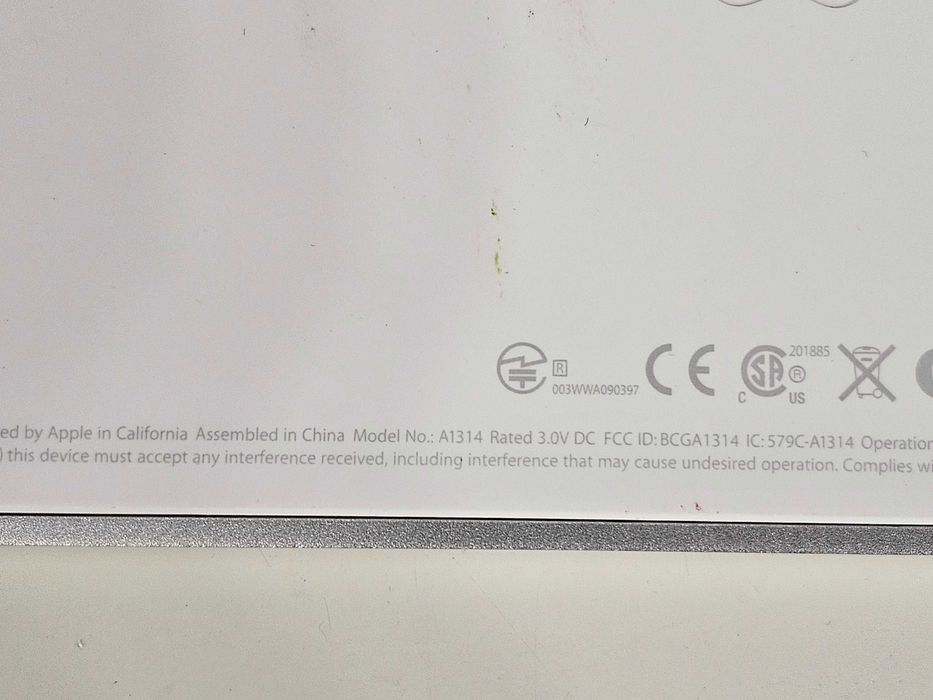 201885
R
003WWA090397
CE
SA
R
C US
ed by Apple in California Assembled in China Model No.: A1314 Rated 3.0V DC FCC ID: BCGA1314 IC: 579C-A1314 Operation
) this device must accept any interference received, including interference that may cause undesired operation. Complies wi